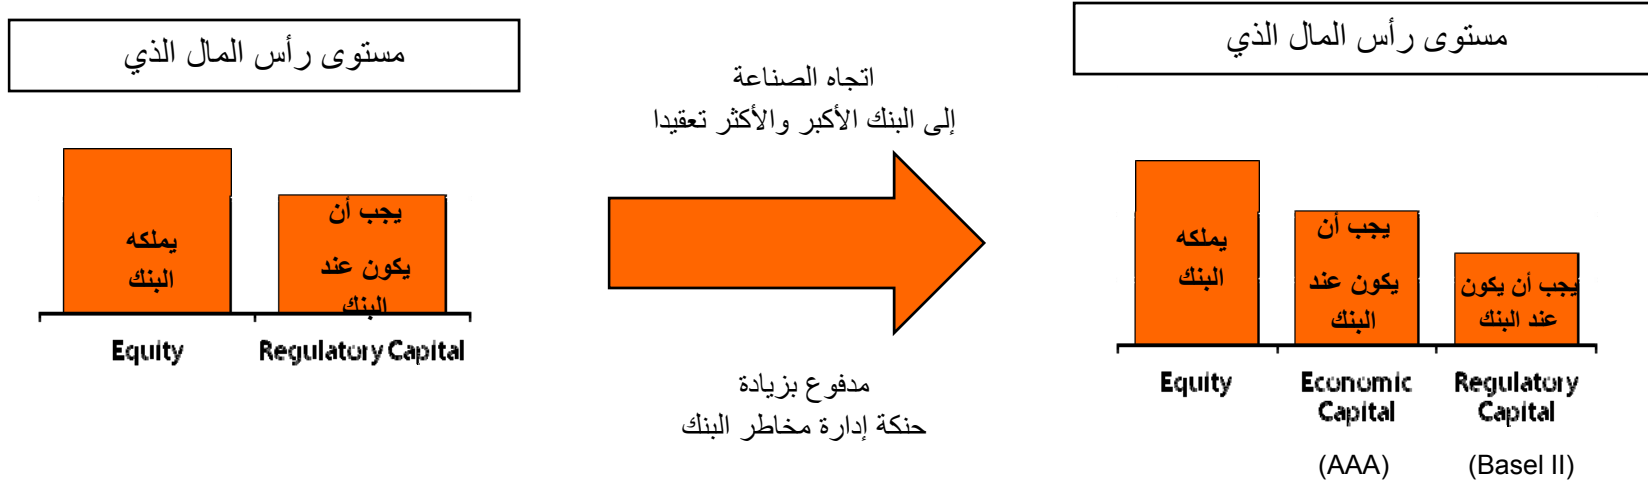 مستوى رأس المال الذي
يملكه
البنك
يجب أن
يكون عند
البنك
Equity
Regulatory Capital
اتجاه الصناعة
إلى البنك الأكبر والأكثر تعقيدا
مدفوع بزيادة
حنكة إدارة مخاطر البنك
مستوى رأس المال الذي
يملكه
البنك
يجب أن
يكون عند
البنك
يجب أن يكون
عند البنك
Equity
Economic
Capital
(AAA)
Regulatory
Capital
(Basel II)